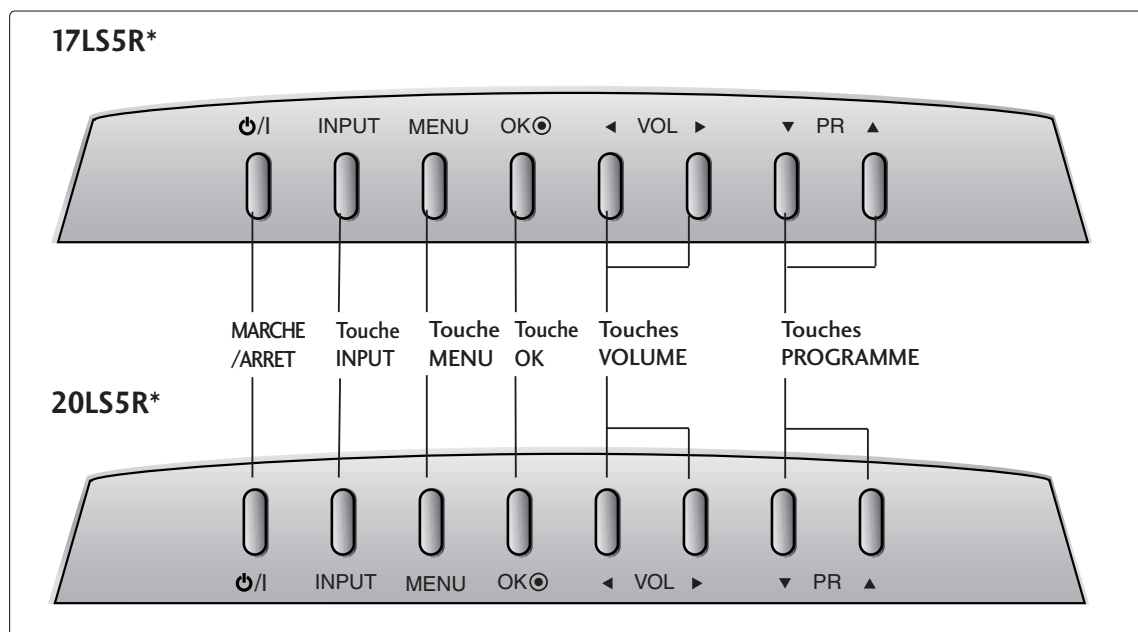 17LS5R*
⏻/I INPUT MENU OK◉ ◄ VOL ► ▼ PR ▲
MARCHE Touche Touche Touche Touches Touches
/ARRET INPUT MENU OK VOLUME PROGRAMME
20LS5R*
⏻/I INPUT MENU OK◉ ◄ VOL ► ▼ PR ▲